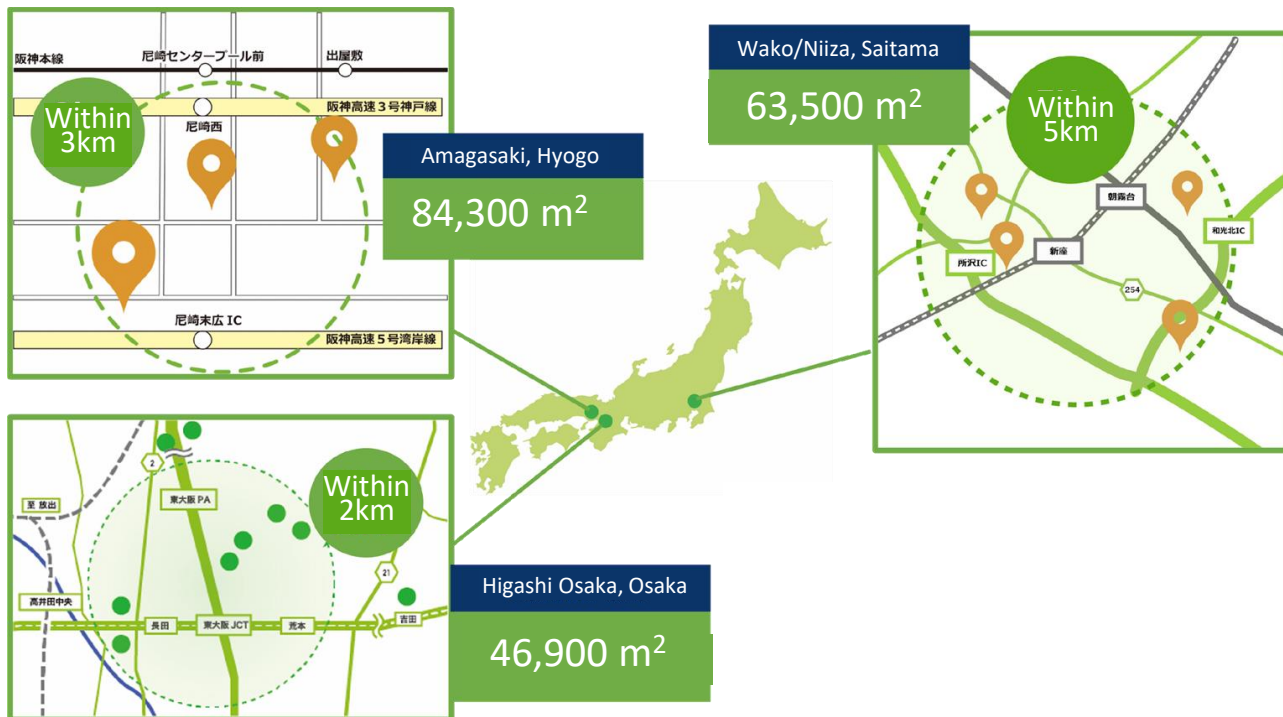 阪神本線
尼崎センタープール前
出屋敷
Within
3km
阪神高速3号神戸線
尼崎西
尼崎末広 IC
阪神高速5号湾岸線
Amagasaki, Hyogo
84,300 m²
Wako/Niiza, Saitama
63,500 m²
Within
5km
朝霞台
和光北IC
新座
所沢IC
254
2
東大阪 PA
Within
2km
至 放出
21
高井田中央
長田
東大阪 JCT
荒本
吉田
Higashi Osaka, Osaka
46,900 m²